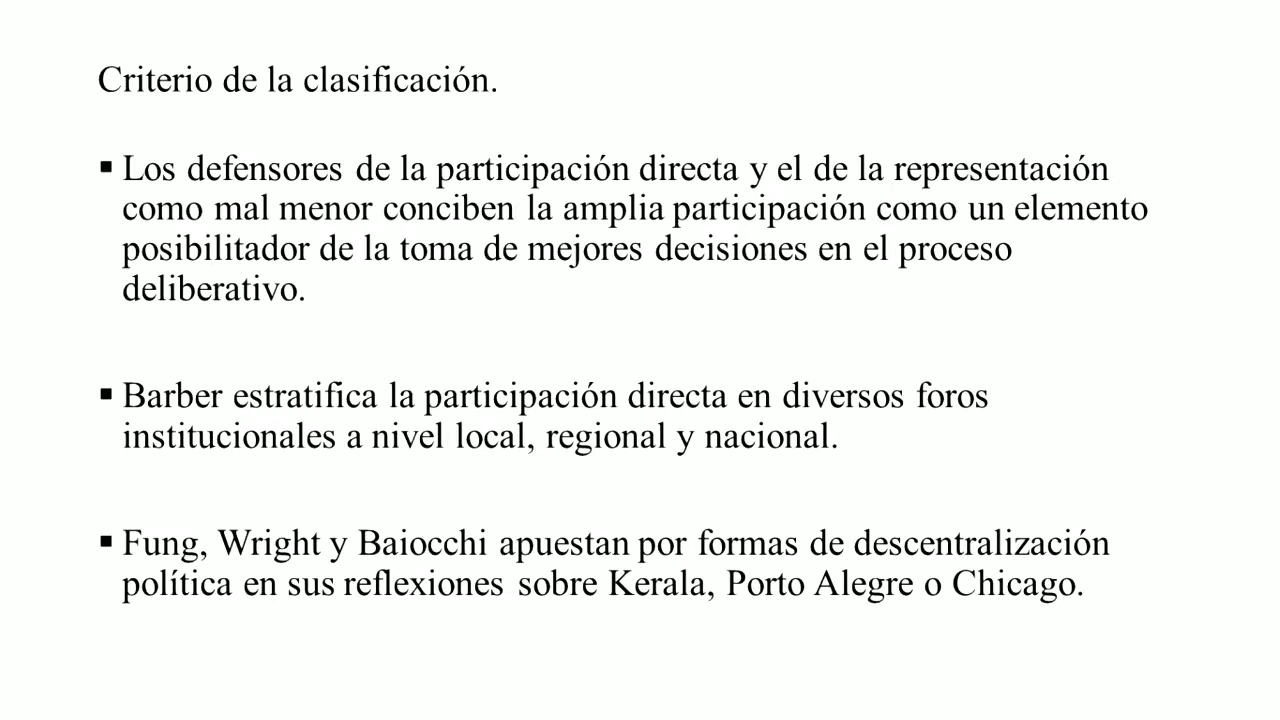 Criterio de la clasificación.
▪ Los defensores de la participación directa y el de la representación
como mal menor conciben la amplia participación como un elemento
posibilitador de la toma de mejores decisiones en el proceso
deliberativo.
▪ Barber estratifica la participación directa en diversos foros
institucionales a nivel local, regional y nacional.
▪ Fung, Wright y Baiocchi apuestan por formas de descentralización
política en sus reflexiones sobre Kerala, Porto Alegre o Chicago.